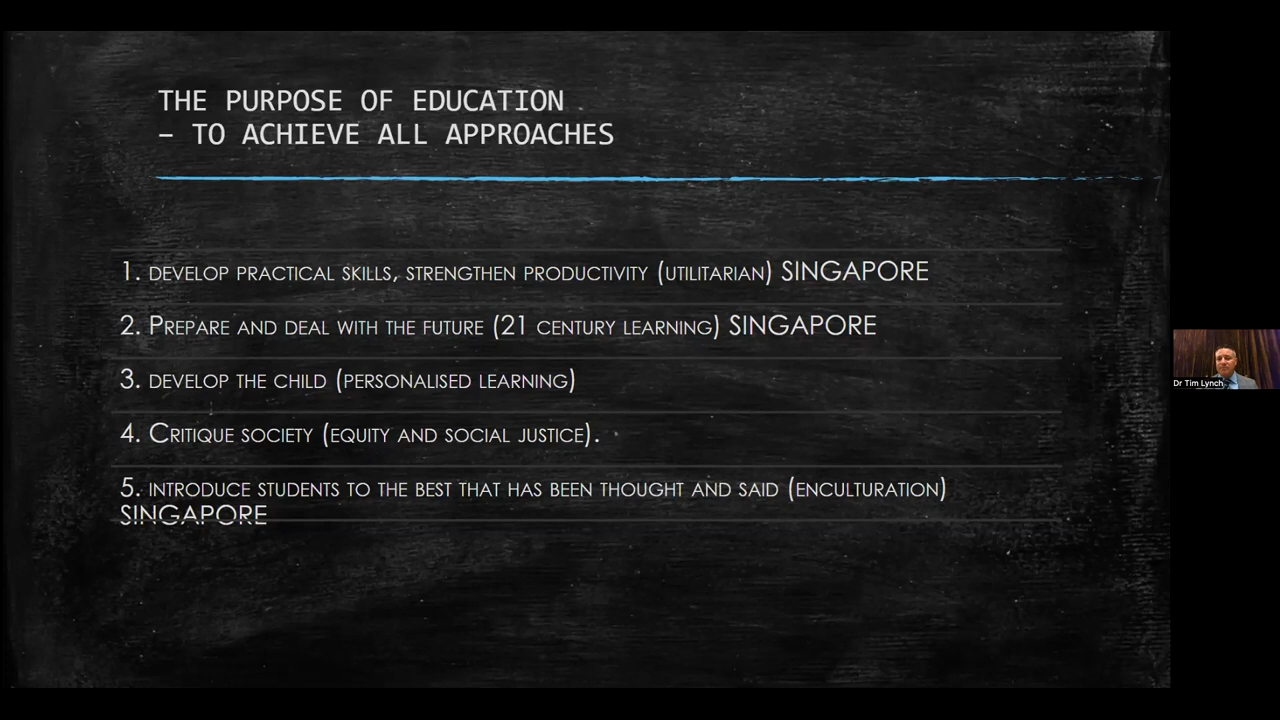 THE PURPOSE OF EDUCATION
– TO ACHIEVE ALL APPROACHES
1. DEVELOP PRACTICAL SKILLS, STRENGTHEN PRODUCTIVITY (UTILITARIAN) SINGAPORE
2. PREPARE AND DEAL WITH THE FUTURE (21 CENTURY LEARNING) SINGAPORE
3. DEVELOP THE CHILD (PERSONALISED LEARNING)
4. CRITIQUE SOCIETY (EQUITY AND SOCIAL JUSTICE).
5. INTRODUCE STUDENTS TO THE BEST THAT HAS BEEN THOUGHT AND SAID (ENCULTURATION)
SINGAPORE
Dr Tim Lynch